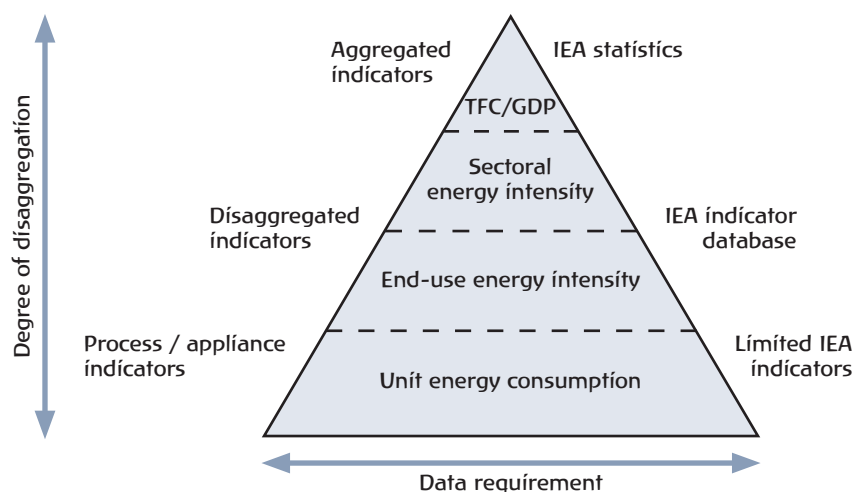 Aggregated
indicators
IEA statistics
TFC/GDP
Sectoral
energy intensity
Disaggregated
indicators
IEA indicator
database
End-use energy intensity
Process / appliance
indicators
Limited IEA
indicators
Unit energy consumption
Degree of disaggregation
Data requirement